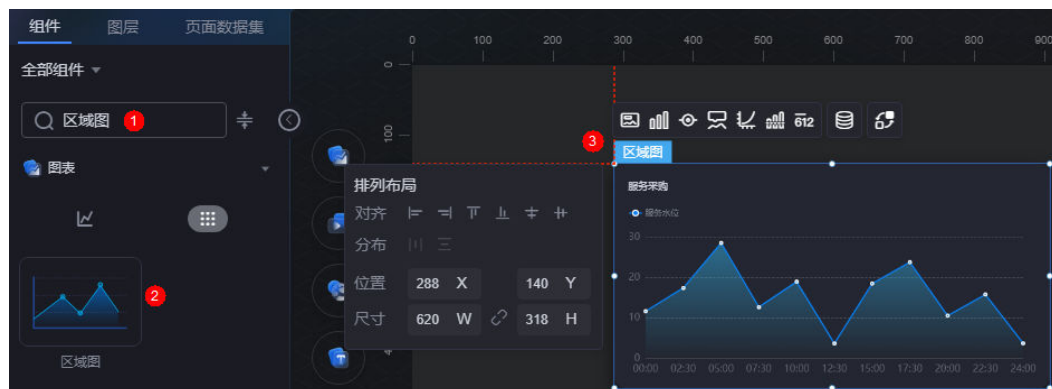 组件 图层 页面数据集
全部组件
区域图 1
图表
2
区域图
0 100 200 300 400 500 600 700 800 900
0
100
3
612
区域图
排列布局
对齐
分布
位置 288 X 140 Y
尺寸 620 W 318 H
服务采购
服务水位
30
20
10
0
00:00 02:30 05:00 07:30 10:00 12:30 15:00 17:30 20:00 22:30 24:00